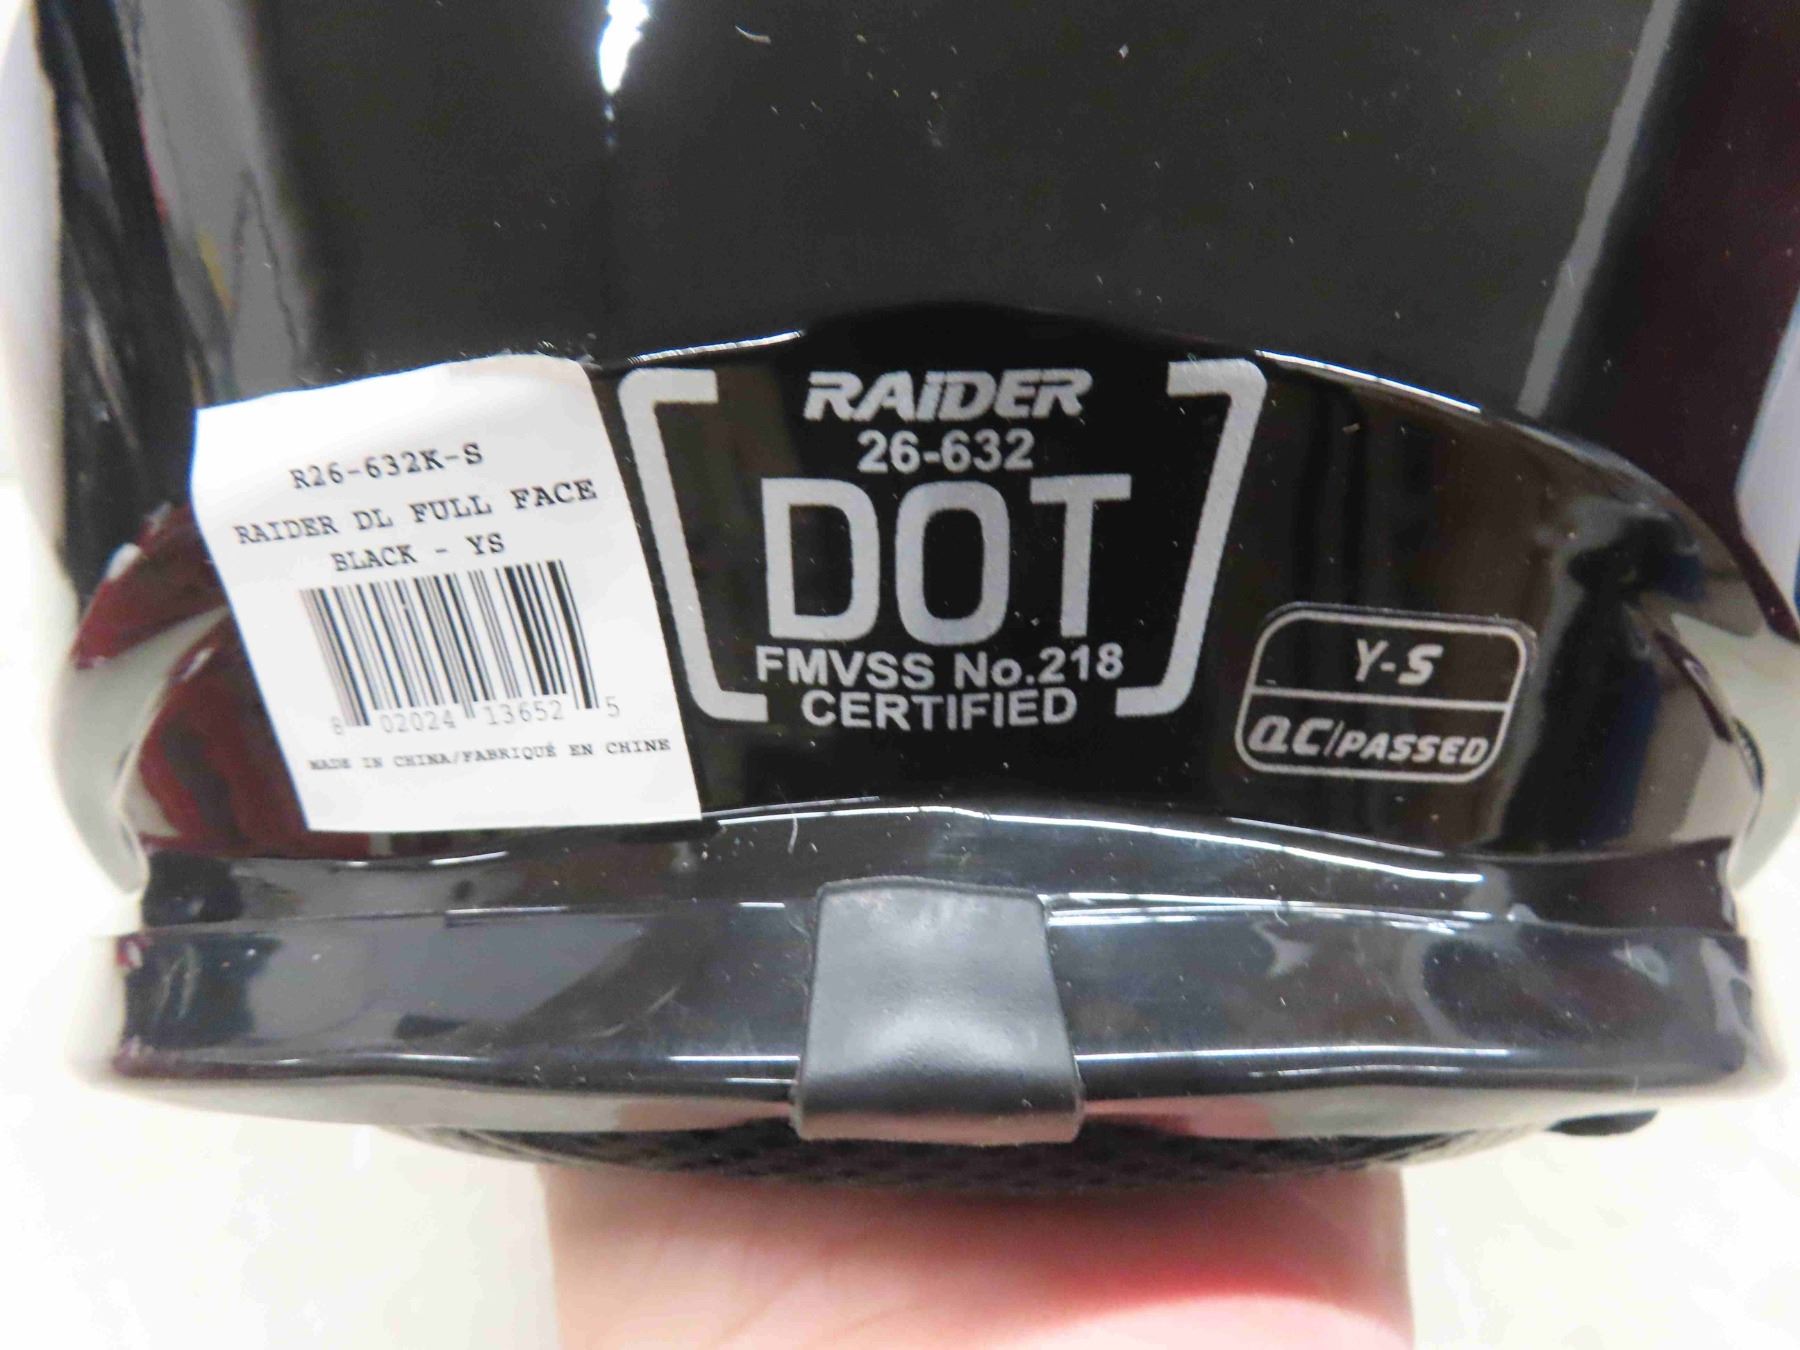 R26-632K-S
RAIDER DL FULL FACE
BLACK - YS
8 02024 13652 5
MADE IN CHINA/FABRIQUÉ EN CHINE
RAiDER
26-632
DOT
FMVSS No.218
CERTIFIED
Y-S
QC/PASSED